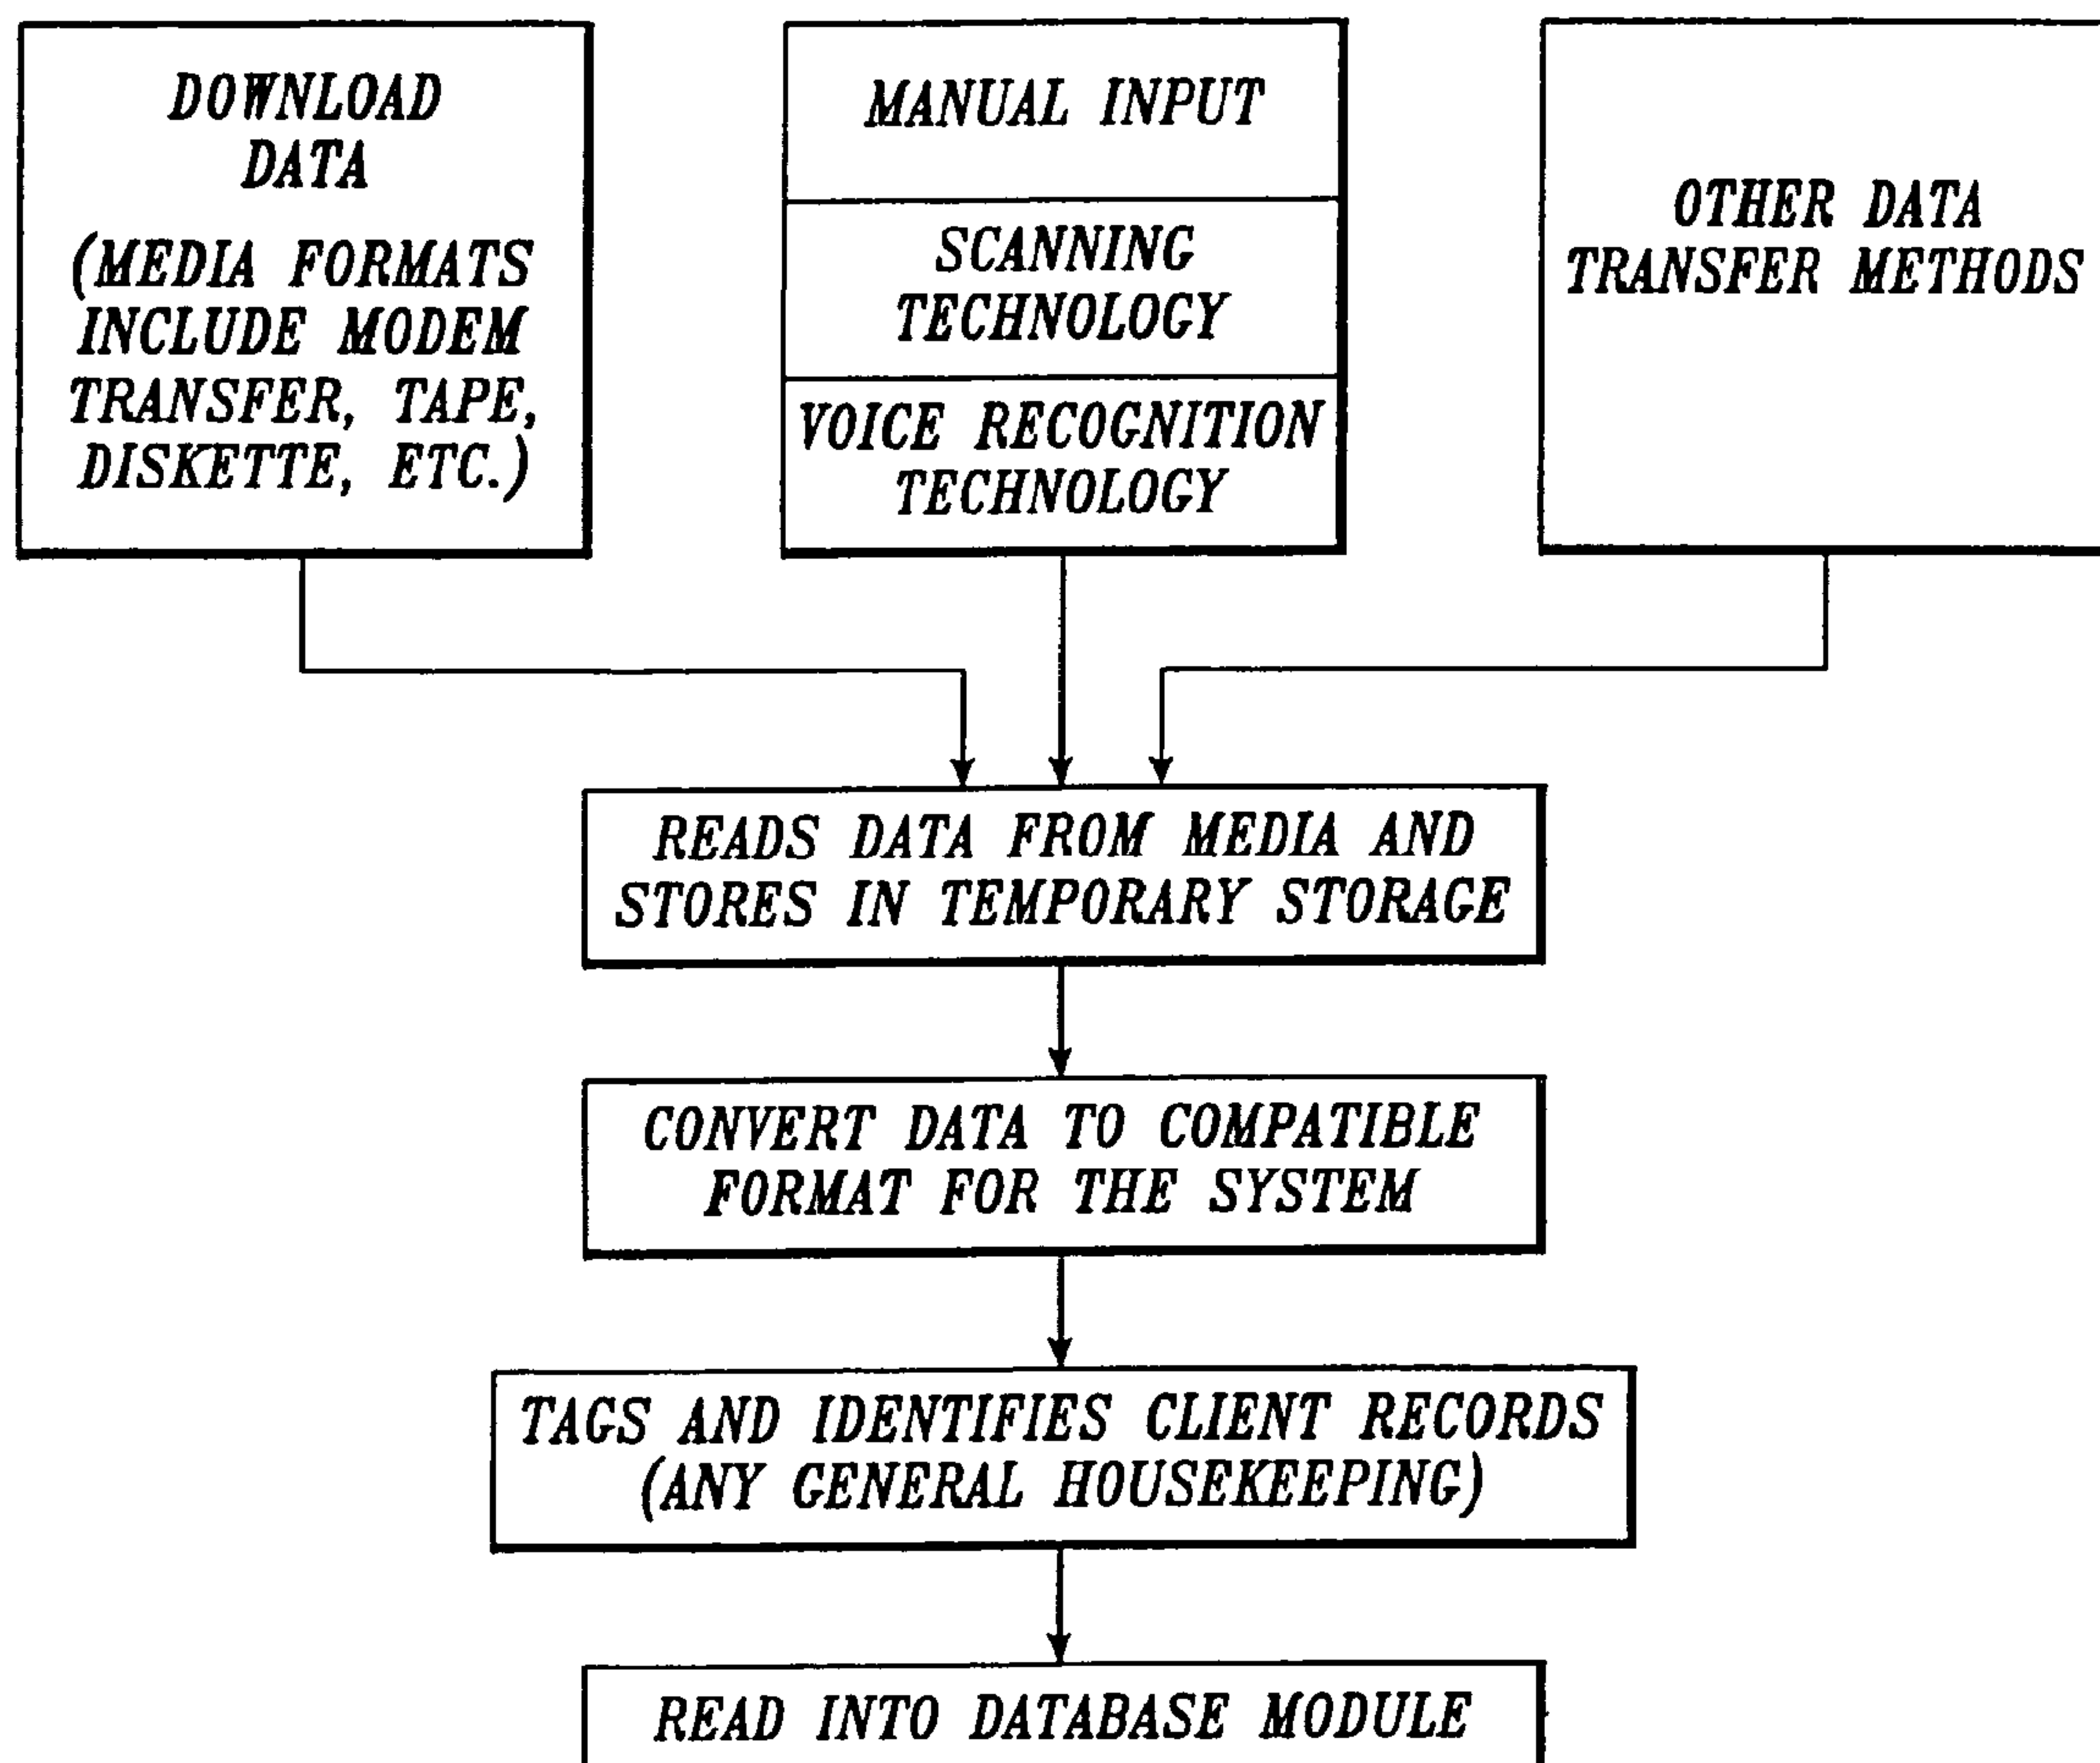 DOWNLOAD
DATA
(MEDIA FORMATS
INCLUDE MODEM
TRANSFER, TAPE,
DISKETTE, ETC.)
MANUAL INPUT
SCANNING
TECHNOLOGY
VOICE RECOGNITION
TECHNOLOGY
OTHER DATA
TRANSFER METHODS
READS DATA FROM MEDIA AND
STORES IN TEMPORARY STORAGE
CONVERT DATA TO COMPATIBLE
FORMAT FOR THE SYSTEM
TAGS AND IDENTIFIES CLIENT RECORDS
(ANY GENERAL HOUSEKEEPING)
READ INTO DATABASE MODULE